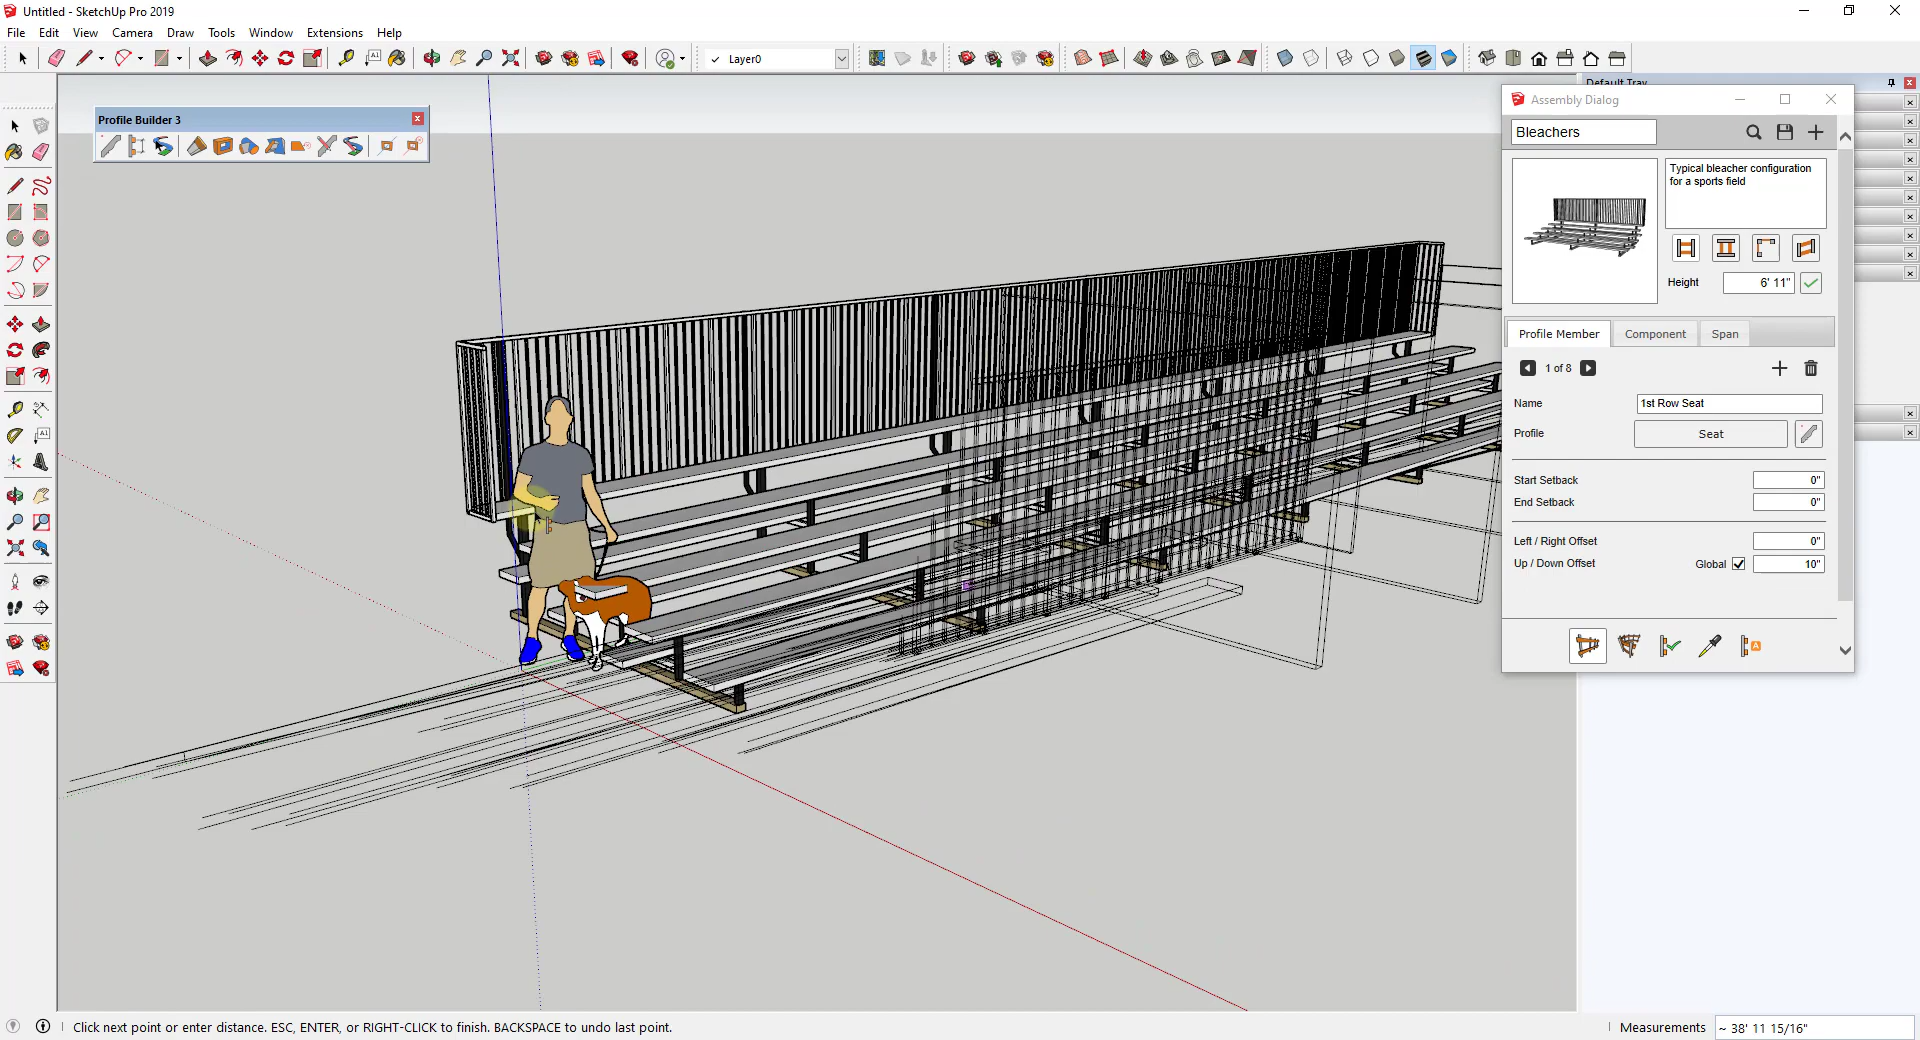 Untitled - SketchUp Pro 2019
File Edit View Camera Draw Tools Window Extensions Help
Layer0
Default Tray
Profile Builder 3
Assembly Dialog
Bleachers
Typical bleacher configuration
for a sports field
Height 6' 11"
Profile Member Component Span
1 of 8
Name 1st Row Seat
Profile Seat
Start Setback 0"
End Setback 0"
Left / Right Offset 0"
Up / Down Offset Global 10"
Click next point or enter distance. ESC, ENTER, or RIGHT-CLICK to finish. BACKSPACE to undo last point.
Measurements ~ 38' 11 15/16"